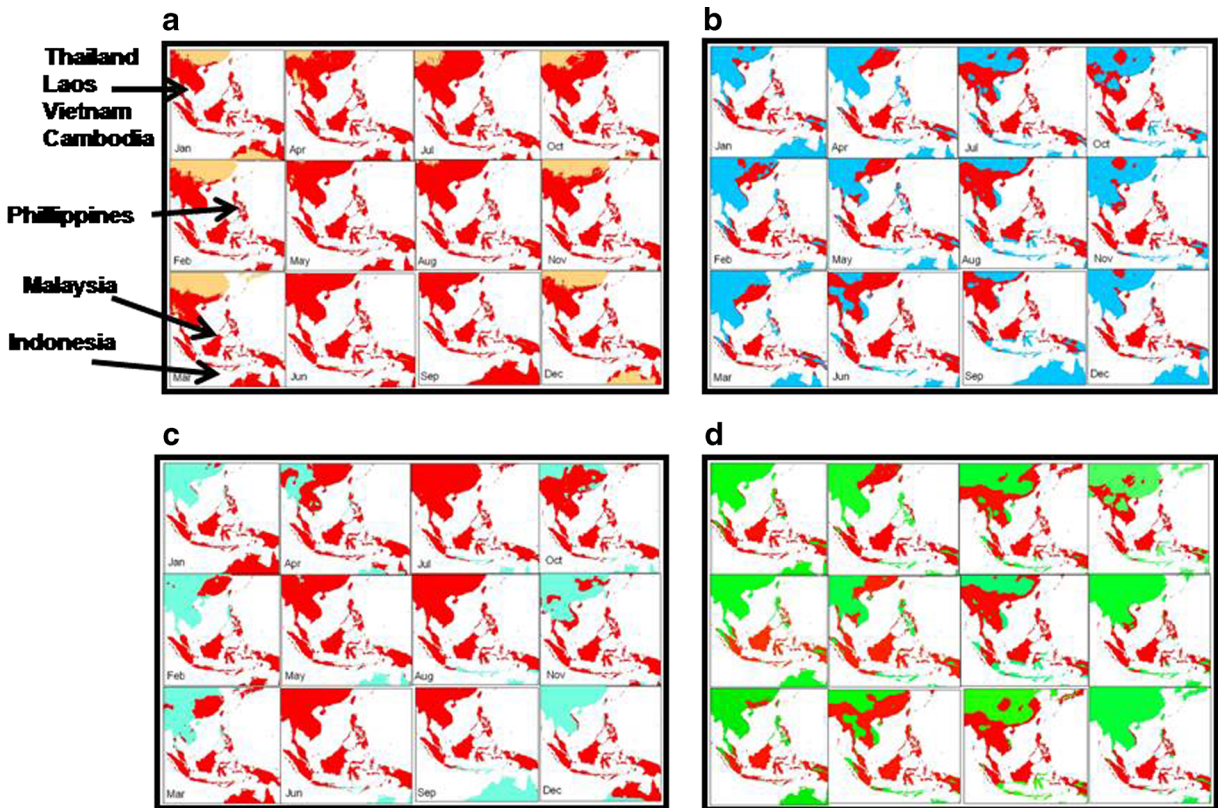 a
Thailand
Laos
Vietnam
Cambodia
Phillippines
Malaysia
Indonesia
Jan
Apr
Jul
Oct
Feb
May
Aug
Nov
Mar
Jun
Sep
Dec
b
Jan
Apr
Jul
Oct
Feb
May
Aug
Nov
Mar
Jun
Sep
Dec
c
Jan
Apr
Jul
Oct
Feb
May
Aug
Nov
Mar
Jun
Sep
Dec
d